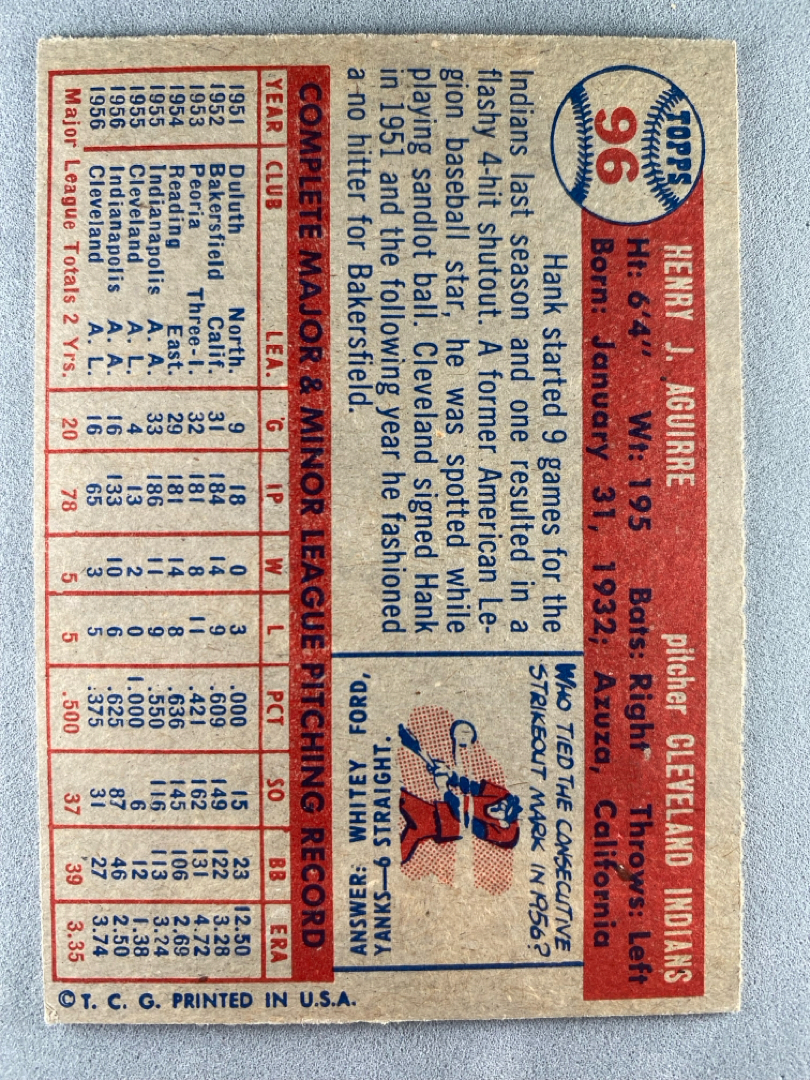 TOPPS
96
HENRY J. AGUIRRE pitcher CLEVELAND INDIANS
Ht: 6'4" Wt: 195 Bats: Right Throws: Left
Born: January 31, 1932; Azuza, California
Hank started 9 games for the
Indians last season and one resulted in a
flashy 4-hit shutout. A former American Le-
gion baseball star, he was spotted while
playing sandlot ball. Cleveland signed Hank
in 1951 and the following year he fashioned
a no hitter for Bakersfield.
WHO TIED THE CONSECUTIVE
STRIKEOUT MARK IN 1956?
ANSWER: WHITEY FORD,
YANKS—6 STRAIGHT.
COMPLETE MAJOR & MINOR LEAGUE PITCHING RECORD
YEAR CLUB LEA. G IP W L PCT SO BB ERA
1951 Duluth North. 9 18 0 3 .000 15 23 12.50
1952 Bakersfield Calif. 31 184 14 9 .609 149 122 3.28
1953 Peoria Three-I. 32 181 8 11 .421 162 131 4.72
1954 Reading East. 29 181 14 8 .636 145 106 2.69
1955 Indianapolis A. A. 33 186 11 9 .550 116 113 3.24
1955 Cleveland A. L. 4 13 2 0 1.000 6 12 1.38
1956 Indianapolis A. A. 16 133 10 6 .625 87 46 2.50
1956 Cleveland A. L. 16 65 3 5 .375 31 27 3.74
Major League Totals 2 Yrs. 20 78 5 5 .500 37 39 3.35
© T. C. G. PRINTED IN U.S.A.